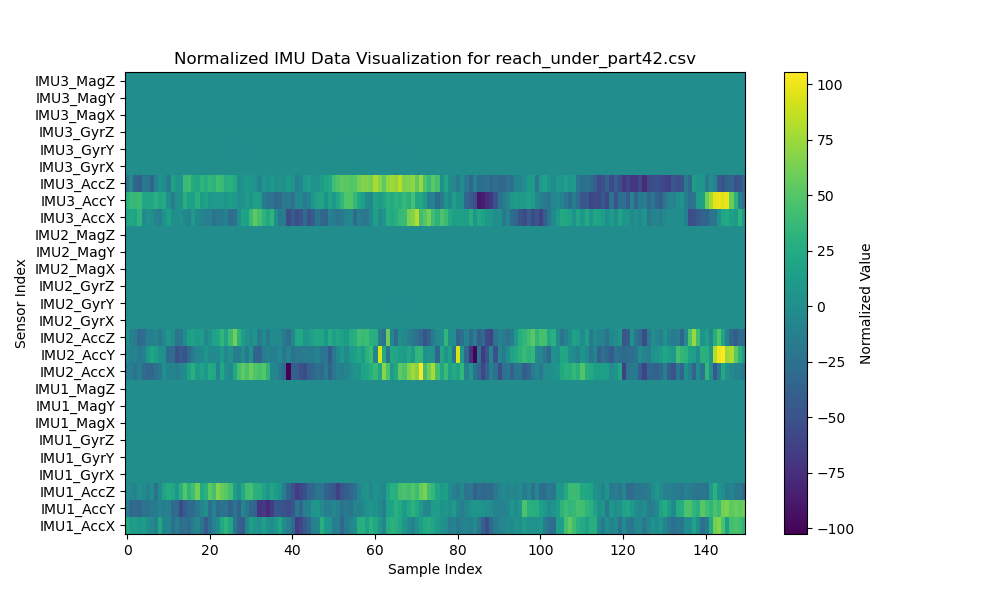 Normalized IMU Data Visualization for reach_under_part42.csv
IMU3_MagZ
IMU3_MagY
IMU3_MagX
IMU3_GyrZ
IMU3_GyrY
IMU3_GyrX
IMU3_AccZ
IMU3_AccY
IMU3_AccX
IMU2_MagZ
IMU2_MagY
IMU2_MagX
IMU2_GyrZ
IMU2_GyrY
IMU2_GyrX
IMU2_AccZ
IMU2_AccY
IMU2_AccX
IMU1_MagZ
IMU1_MagY
IMU1_MagX
IMU1_GyrZ
IMU1_GyrY
IMU1_GyrX
IMU1_AccZ
IMU1_AccY
IMU1_AccX
Sensor Index
0 20 40 60 80 100 120 140
Sample Index
100
75
50
25
0
−25
−50
−75
−100
Normalized Value